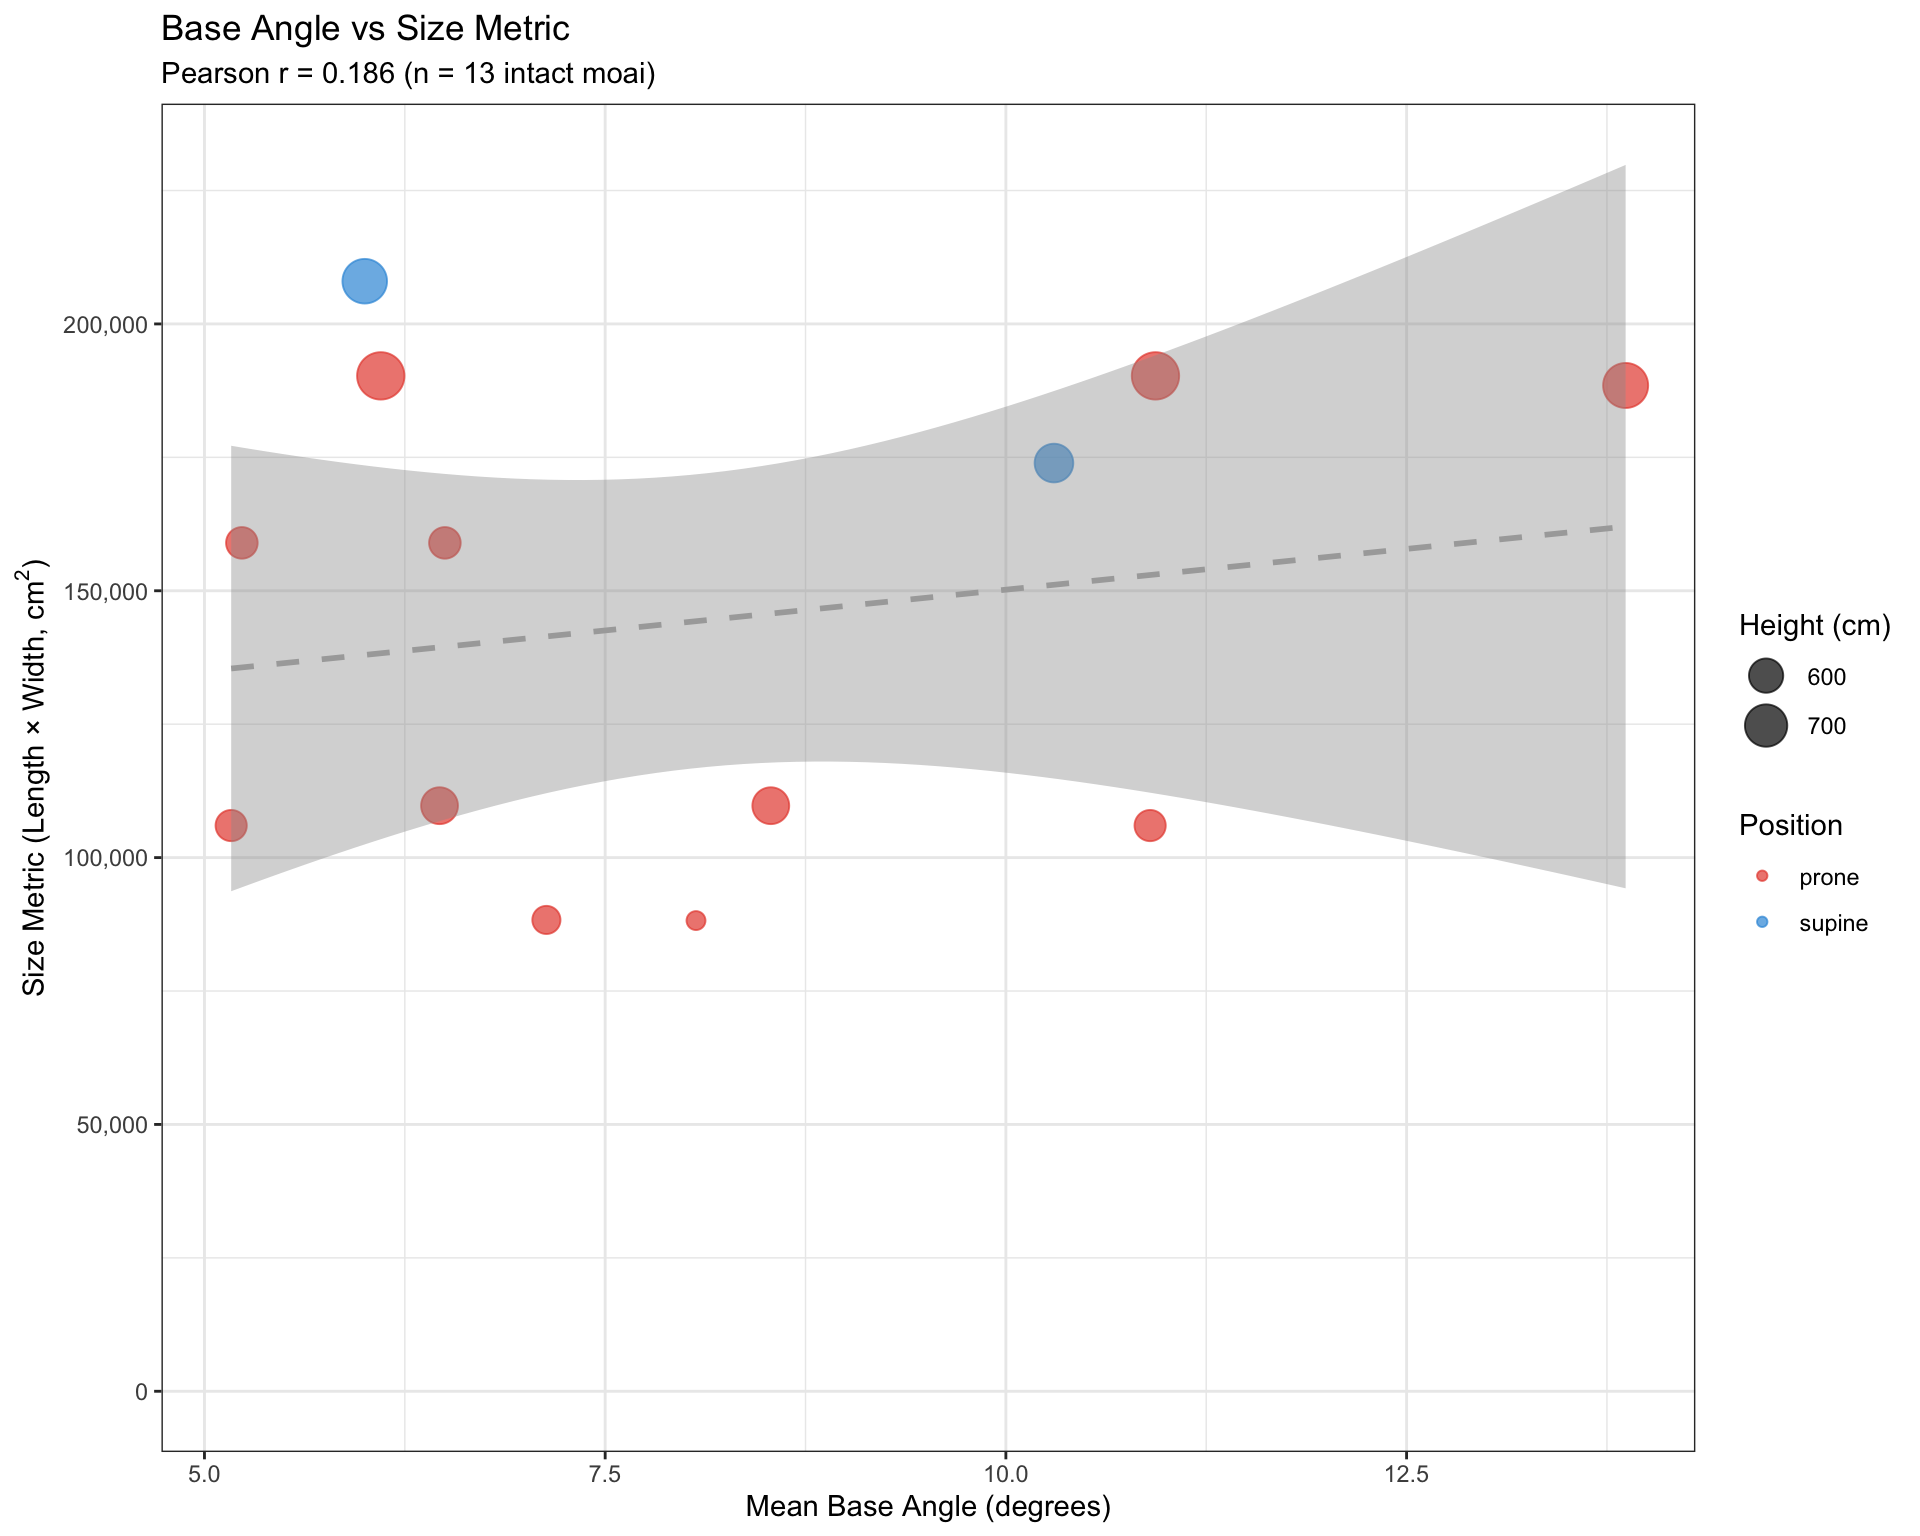 Base Angle vs Size Metric
Pearson r = 0.186 (n = 13 intact moai)
Size Metric (Length × Width, cm²)
200,000
150,000
100,000
50,000
0
5.0
7.5
10.0
12.5
Mean Base Angle (degrees)
Height (cm)
600
700
Position
prone
supine